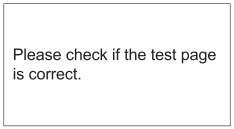 Please check if the test page
is correct.